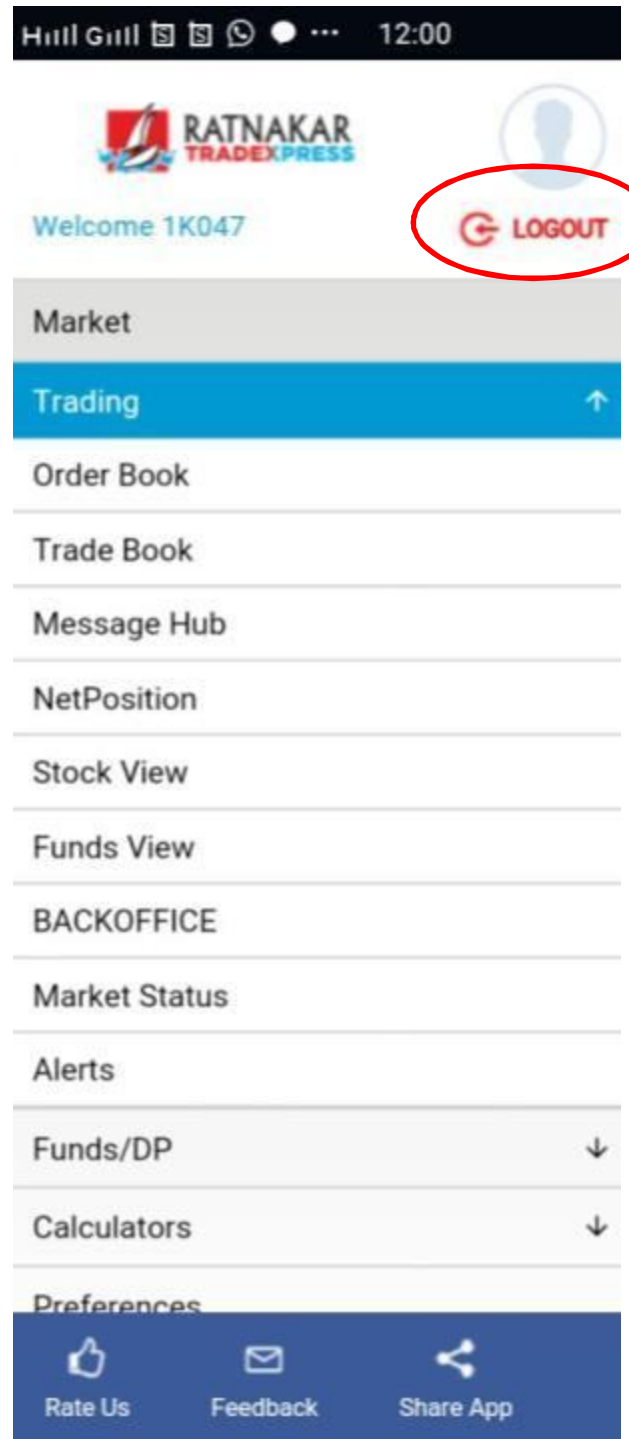 H G 12:00
RATNAKAR
TRADEXPRESS
Welcome 1K047
LOGOUT
Market
Trading
Order Book
Trade Book
Message Hub
NetPosition
Stock View
Funds View
BACKOFFICE
Market Status
Alerts
Funds/DP
Calculators
Preferences
Rate Us Feedback Share App